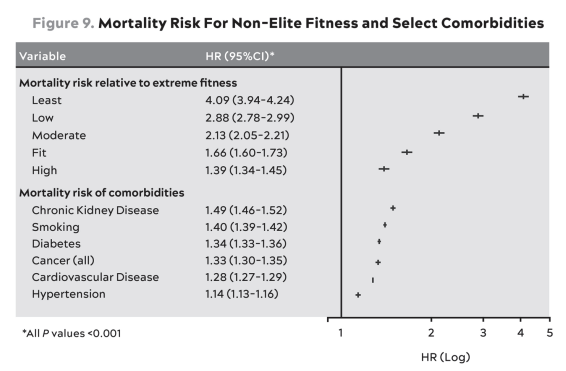 Figure 9. Mortality Risk For Non-Elite Fitness and Select Comorbidities
Variable HR (95%CI)*
Mortality risk relative to extreme fitness
Least 4.09 (3.94-4.24)
Low 2.88 (2.78-2.99)
Moderate 2.13 (2.05-2.21)
Fit 1.66 (1.60-1.73)
High 1.39 (1.34-1.45)
Mortality risk of comorbidities
Chronic Kidney Disease 1.49 (1.46-1.52)
Smoking 1.40 (1.39-1.42)
Diabetes 1.34 (1.33-1.36)
Cancer (all) 1.33 (1.30-1.35)
Cardiovascular Disease 1.28 (1.27-1.29)
Hypertension 1.14 (1.13-1.16)
*All P values <0.001
1 2 3 4 5
HR (Log)